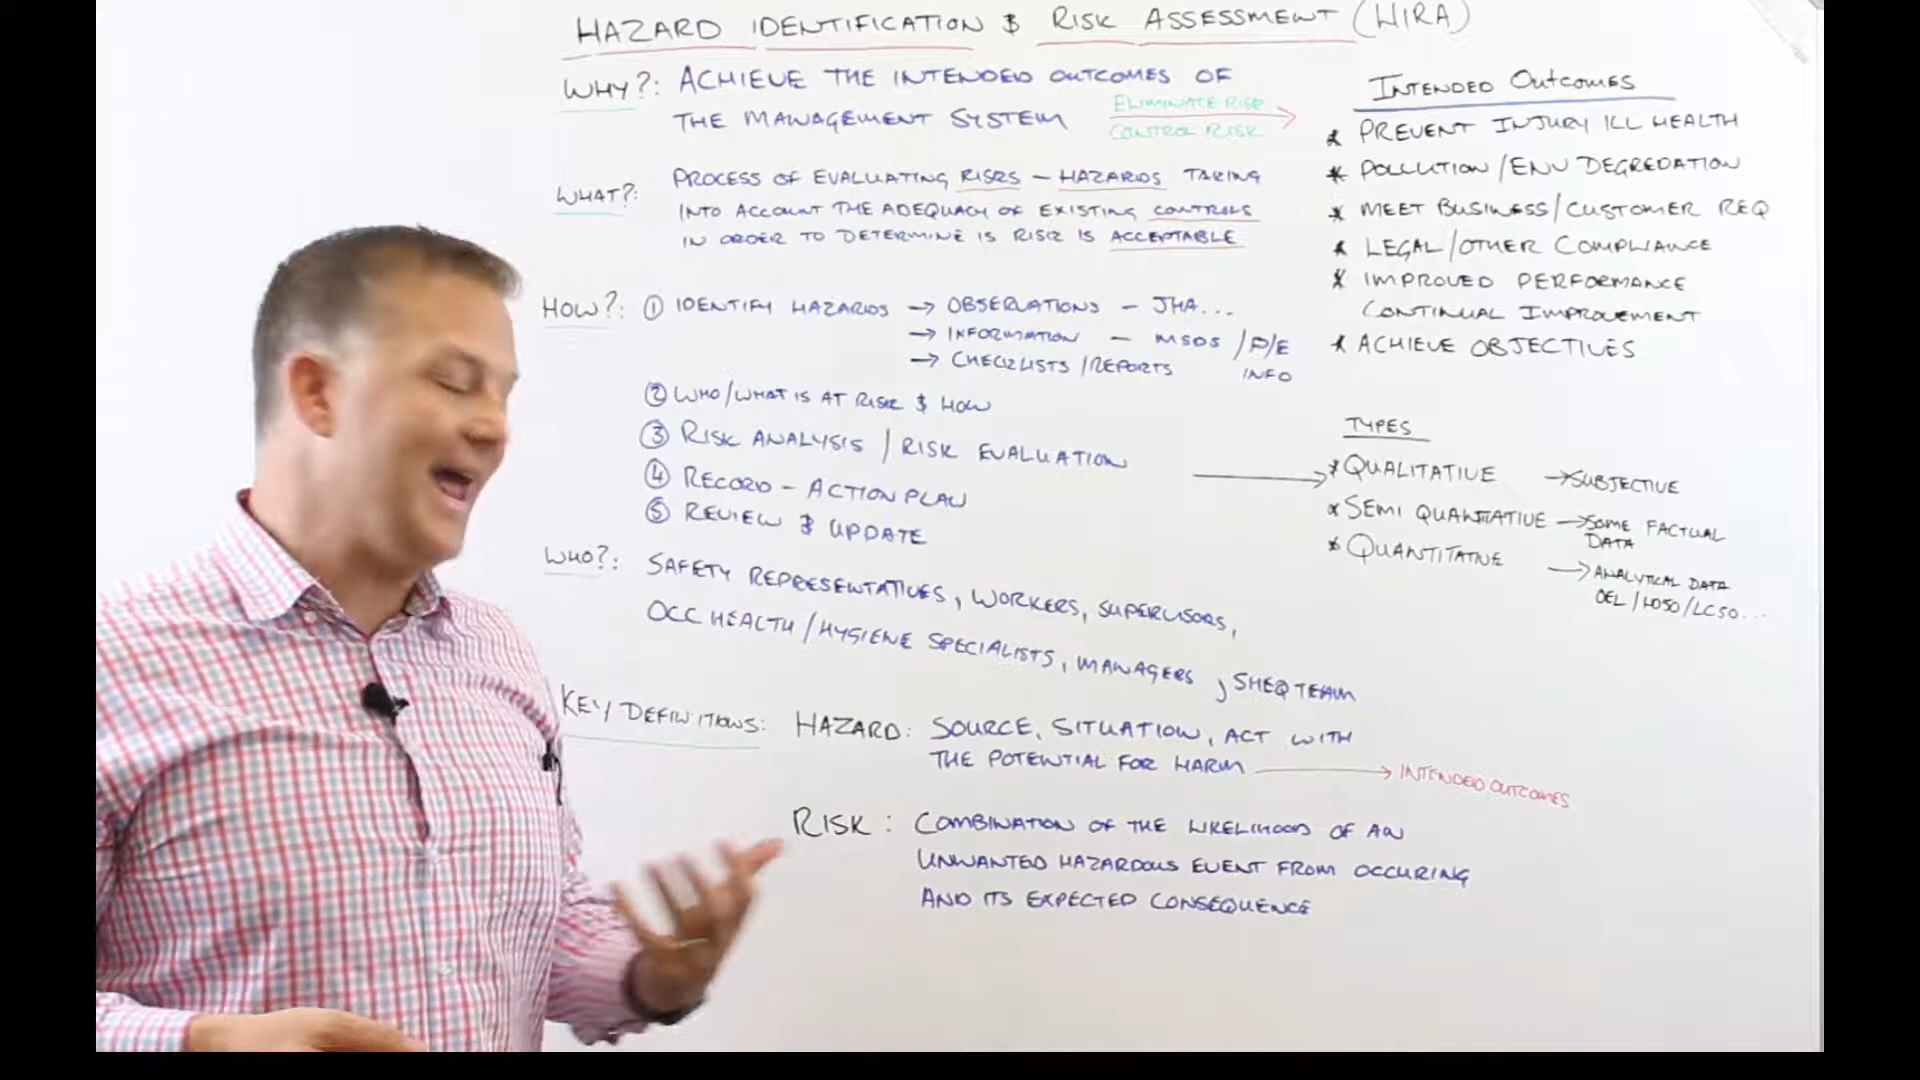 HAZARD IDENTIFICATION & RISK ASSESSMENT (HIRA)
WHY?: ACHIEVE THE INTENDED OUTCOMES OF
THE MANAGEMENT SYSTEM
ELIMINATE RISK
CONTROL RISK
WHAT?: PROCESS OF EVALUATING RISKS - HAZARDS TAKING
INTO ACCOUNT THE ADEQUACY OF EXISTING CONTROLS
IN ORDER TO DETERMINE IS RISK IS ACCEPTABLE
HOW?: ① IDENTIFY HAZARDS → OBSERVATIONS - JHA...
→ INFORMATION - MSDS / P/E
INFO
→ CHECKLISTS / REPORTS
② WHO/WHAT IS AT RISK & HOW
③ RISK ANALYSIS / RISK EVALUATION
④ RECORD - ACTION PLAN
⑤ REVIEW & UPDATE
WHO?: SAFETY REPRESENTATIVES, WORKERS, SUPERVISORS,
OCC HEALTH / HYGIENE SPECIALISTS, MANAGERS, SHEQ TEAM
KEY DEFINITIONS: HAZARD: SOURCE, SITUATION, ACT WITH
THE POTENTIAL FOR HARM → INTENDED OUTCOMES
RISK: COMBINATION OF THE LIKELIHOOD OF AN
UNWANTED HAZARDOUS EVENT FROM OCCURING
AND ITS EXPECTED CONSEQUENCE
INTENDED OUTCOMES
* PREVENT INJURY ILL HEALTH
* POLLUTION / ENV DEGREDATION
* MEET BUSINESS / CUSTOMER REQ
* LEGAL / OTHER COMPLIANCE
* IMPROVED PERFORMANCE
CONTINUAL IMPROVEMENT
* ACHIEVE OBJECTIVES
TYPES
* QUALITATIVE → SUBJECTIVE
* SEMI QUANTITATIVE → SOME FACTUAL
DATA
* QUANTITATIVE → ANALYTICAL DATA
OEL / LD50 / LC50...